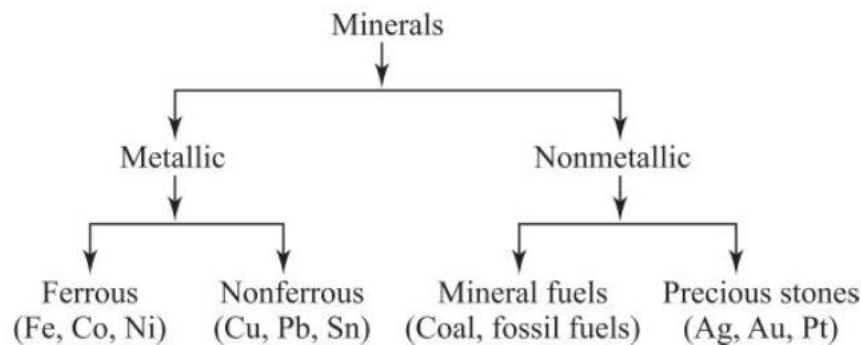 Minerals
Metallic
Nonmetallic
Ferrous
(Fe, Co, Ni)
Nonferrous
(Cu, Pb, Sn)
Mineral fuels
(Coal, fossil fuels)
Precious stones
(Ag, Au, Pt)